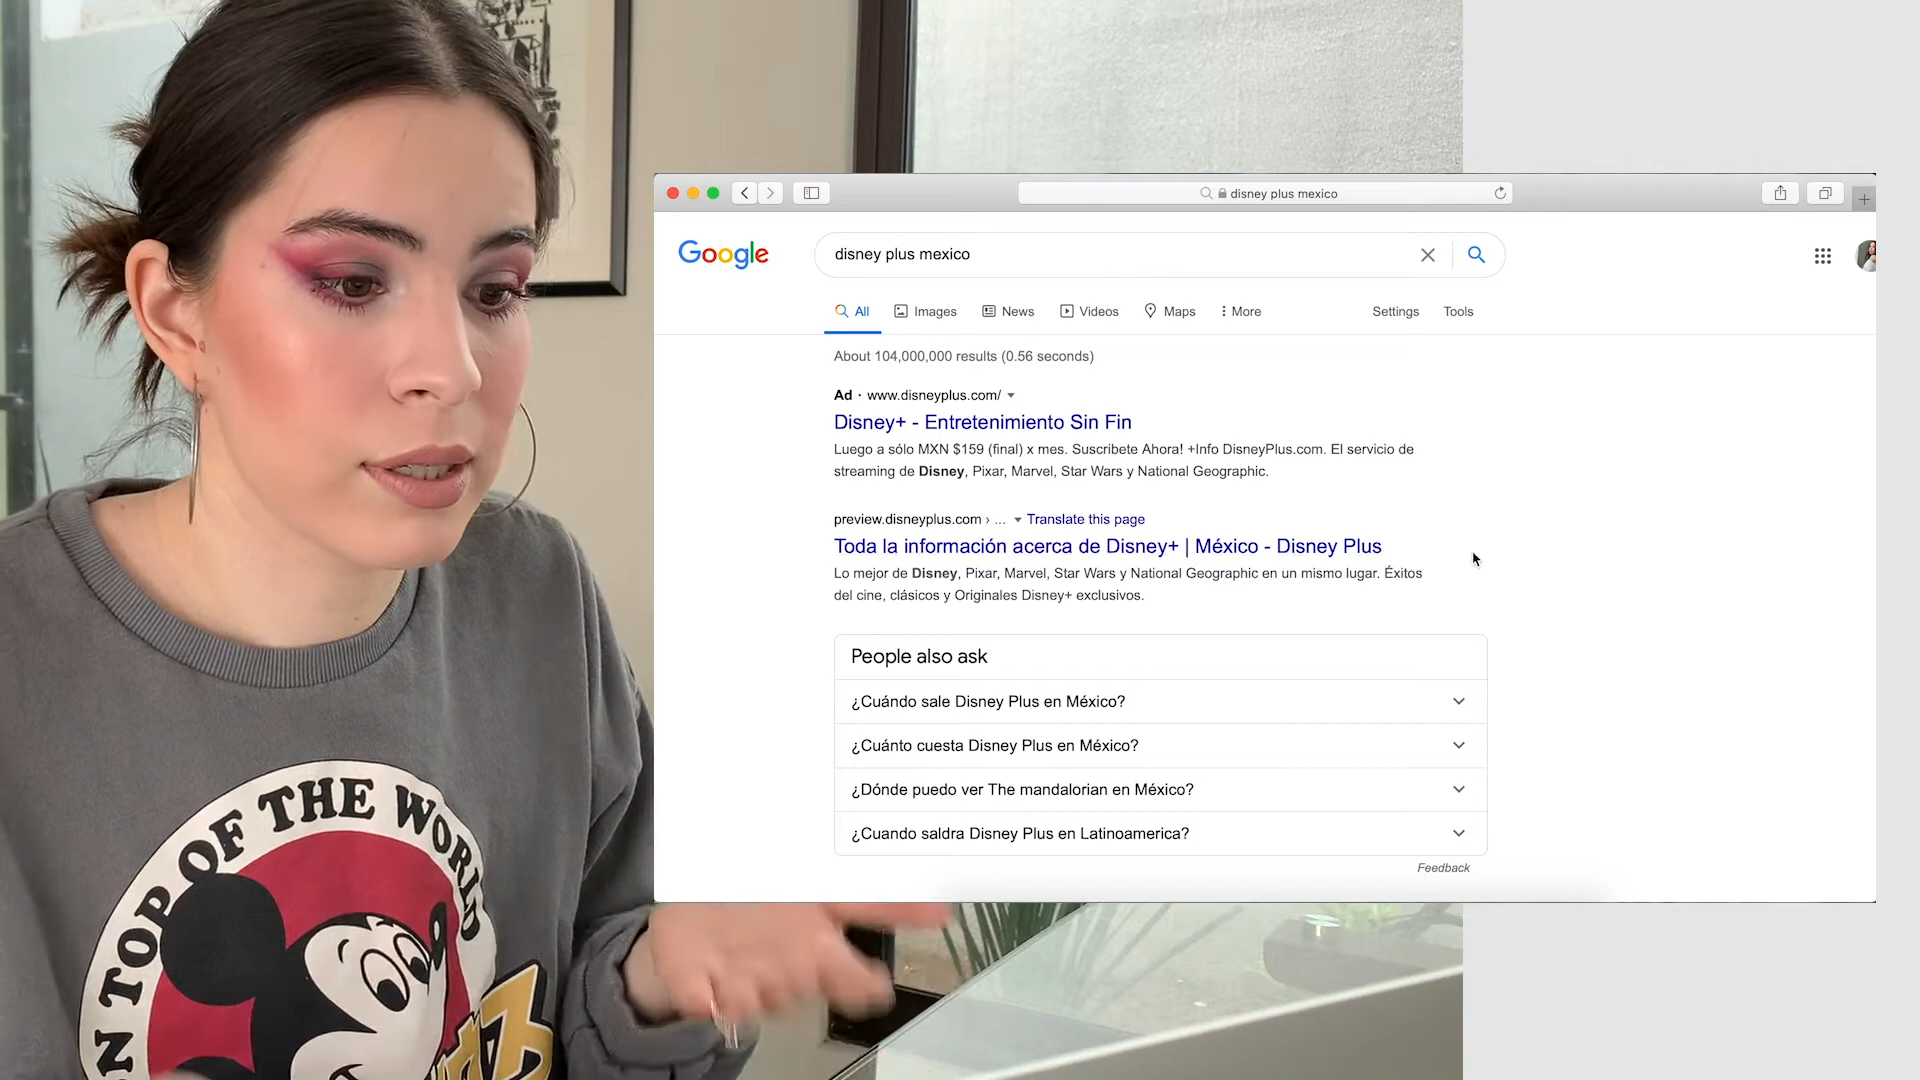 disney plus mexico
Google
disney plus mexico
All Images News Videos Maps More Settings Tools
About 104,000,000 results (0.56 seconds)
Ad · www.disneyplus.com/
Disney+ - Entretenimiento Sin Fin
Luego a sólo MXN $159 (final) x mes. Suscribete Ahora! +Info DisneyPlus.com. El servicio de
streaming de Disney, Pixar, Marvel, Star Wars y National Geographic.
preview.disneyplus.com › ... Translate this page
Toda la información acerca de Disney+ | México - Disney Plus
Lo mejor de Disney, Pixar, Marvel, Star Wars y National Geographic en un mismo lugar. Éxitos
del cine, clásicos y Originales Disney+ exclusivos.
People also ask
¿Cuándo sale Disney Plus en México?
¿Cuánto cuesta Disney Plus en México?
¿Dónde puedo ver The mandalorian en México?
¿Cuando saldra Disney Plus en Latinoamerica?
Feedback
ON TOP OF THE WORLD